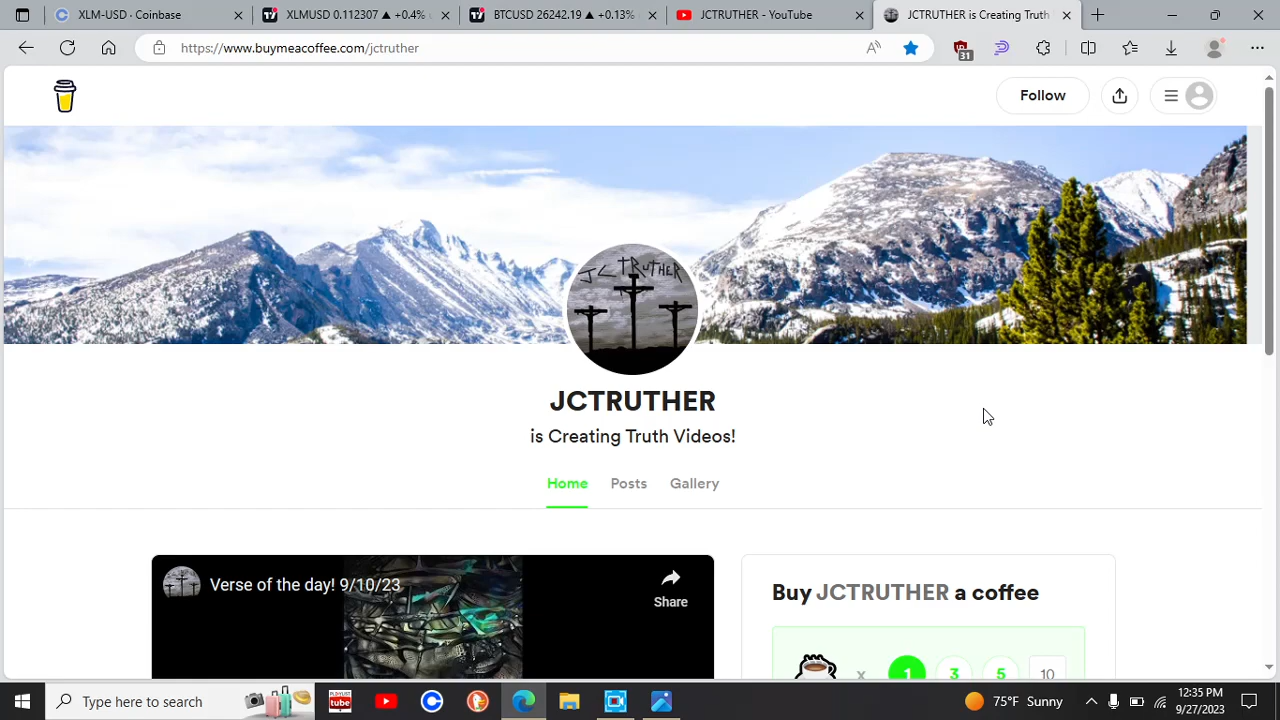 XLM-USD - Coinbase
XLMUSD 0.112307 ▲ +0.4%
BTCUSD 26242.19 ▲ +0.13%
JCTRUTHER - YouTube
JCTRUTHER is Creating Truth
https://www.buymeacoffee.com/jctruther
31
Follow
JCTRUTHER
JCTRUTHER
is Creating Truth Videos!
Home Posts Gallery
Verse of the day! 9/10/23
Share
Buy JCTRUTHER a coffee
x 1 3 5 10
Type here to search
tube
75°F Sunny
12:35 PM
9/27/2023